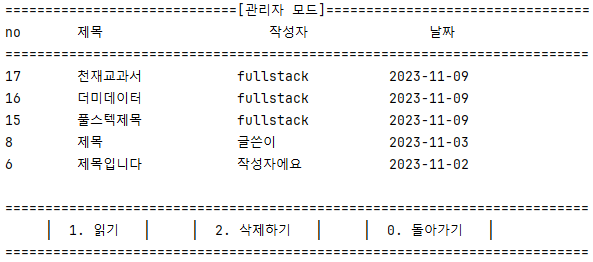 =============================[관리자 모드]=================================
no 제목 작성자 날짜
=========================================================================
17 천재교과서 fullstack 2023-11-09
16 더미데이터 fullstack 2023-11-09
15 풀스텍제목 fullstack 2023-11-09
8 제목 글쓴이 2023-11-03
6 제목입니다 작성자에요 2023-11-02
=========================================================================
| 1. 읽기 | | 2. 삭제하기 | | 0. 돌아가기 |
=========================================================================